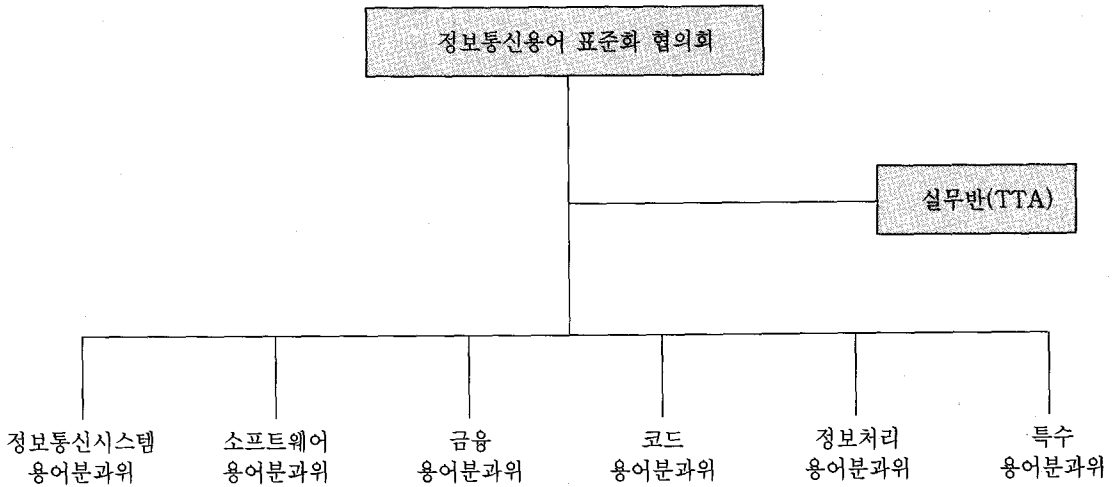 정보통신용어 표준화 협의회
실무반(TTA)
정보통신시스템
용어분과위
소프트웨어
용어분과위
금융
용어분과위
코드
용어분과위
정보처리
용어분과위
특수
용어분과위